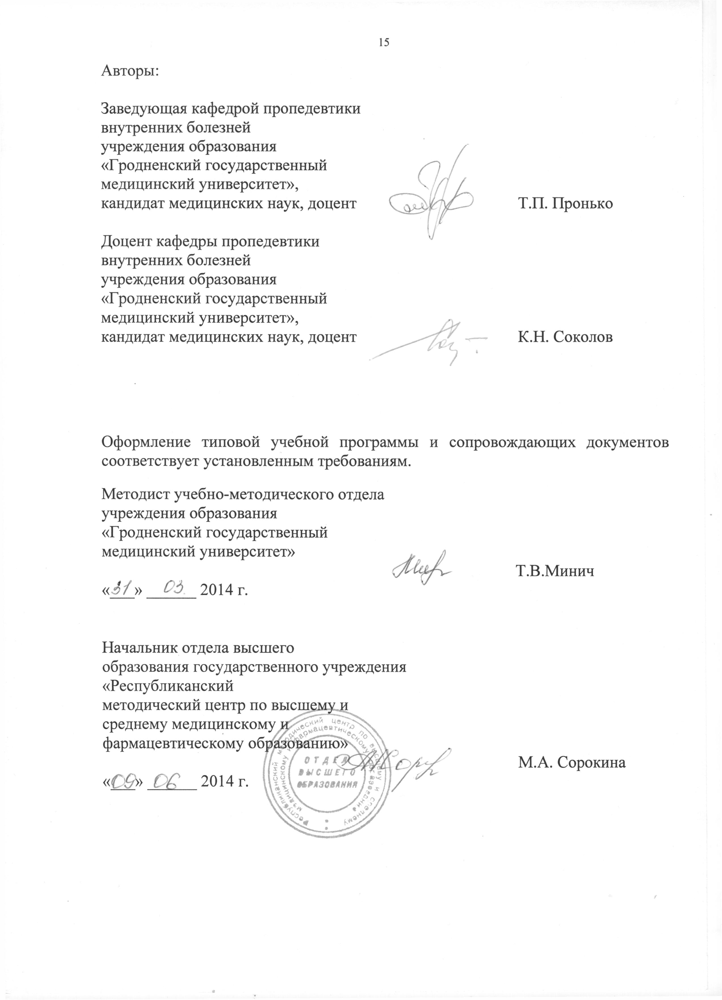 15
Авторы:
Заведующая кафедрой пропедевтики
внутренних болезней
учреждения образования
«Гродненский государственный
медицинский университет»,
кандидат медицинских наук, доцент Т.П. Пронько
Доцент кафедры пропедевтики
внутренних болезней
учреждения образования
«Гродненский государственный
медицинский университет»,
кандидат медицинских наук, доцент К.Н. Соколов
Оформление типовой учебной программы и сопровождающих документов
соответствует установленным требованиям.
Методист учебно-методического отдела
учреждения образования
«Гродненский государственный
медицинский университет»
Т.В.Минич
«31» 03. 2014 г.
Начальник отдела высшего
образования государственного учреждения
«Республиканский
методический центр по высшему и
среднему медицинскому и
фармацевтическому образованию»
М.А. Сорокина
«09» 06 2014 г.
Республиканский методический центр по высшему и среднему
медицинскому и фармацевтическому образованию
ОТДЕЛ
ВЫСШЕГО
ОБРАЗОВАНИЯ